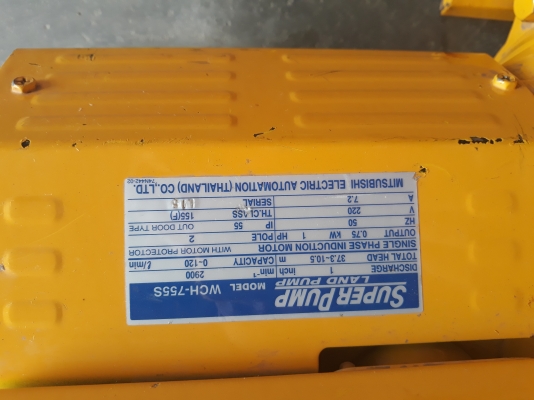 SUPER PUMP
LAND PUMP MODEL WCH-755S
DISCHARGE 1 inch min⁻¹ 2900
TOTAL HEAD 37.3-10.5 m CAPACITY 0-120 ℓ/min
SINGLE PHASE INDUCTION MOTOR WITH MOTOR PROTECTOR
OUTPUT 0.75 kW 1 HP POLE 2
HZ 50 IP 55 OUT DOOR TYPE
V 220 TH.CLASS 155(F)
A 7.2 SERIAL
MITSUBISHI ELECTRIC AUTOMATION (THAILAND) CO.,LTD.